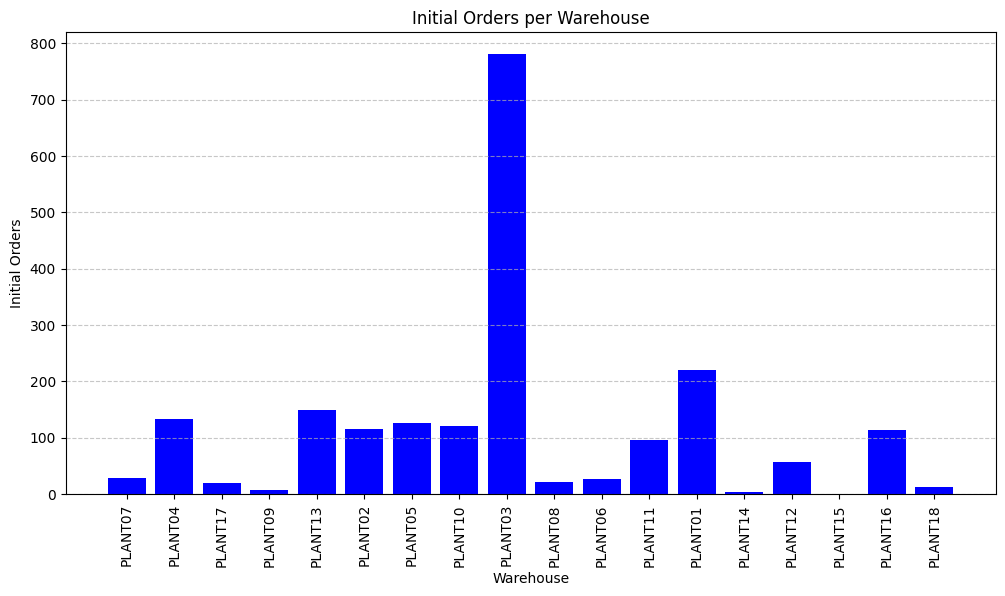 Initial Orders per Warehouse
Initial Orders
800
700
600
500
400
300
200
100
0
PLANT07
PLANT04
PLANT17
PLANT09
PLANT13
PLANT02
PLANT05
PLANT10
PLANT03
PLANT08
PLANT06
PLANT11
PLANT01
PLANT14
PLANT12
PLANT15
PLANT16
PLANT18
Warehouse